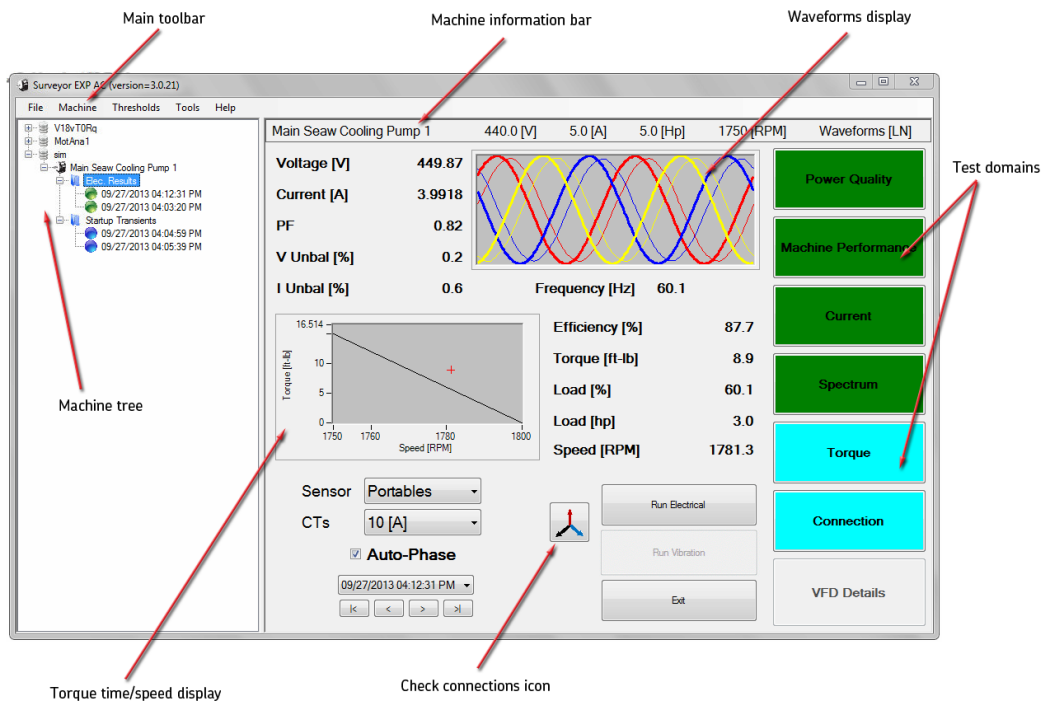 Main toolbar
Machine information bar
Waveforms display
Surveyor EXP AC (version=3.0.21)
File Machine Thresholds Tools Help
V18vT0Rq
MotAna1
sim
Main Seaw Cooling Pump 1
Elec. Results
09/27/2013 04:12:31 PM
09/27/2013 04:03:20 PM
Startup Transients
09/27/2013 04:04:59 PM
09/27/2013 04:05:39 PM
Main Seaw Cooling Pump 1 440.0 [V] 5.0 [A] 5.0 [Hp] 1750 [RPM] Waveforms [LN]
Voltage [V] 449.87
Current [A] 3.9918
PF 0.82
V Unbal [%] 0.2
I Unbal [%] 0.6
Frequency [Hz] 60.1
16.514
10
5
0
Torque [ft-lb]
1750 1760 1780 1800
Speed [RPM]
Efficiency [%] 87.7
Torque [ft-lb] 8.9
Load [%] 60.1
Load [hp] 3.0
Speed [RPM] 1781.3
Sensor Portables
CTs 10 [A]
Auto-Phase
09/27/2013 04:12:31 PM
|< < > >|
Run Electrical
Run Vibration
Exit
Power Quality
Machine Performance
Current
Spectrum
Torque
Connection
VFD Details
Test domains
Machine tree
Torque time/speed display
Check connections icon